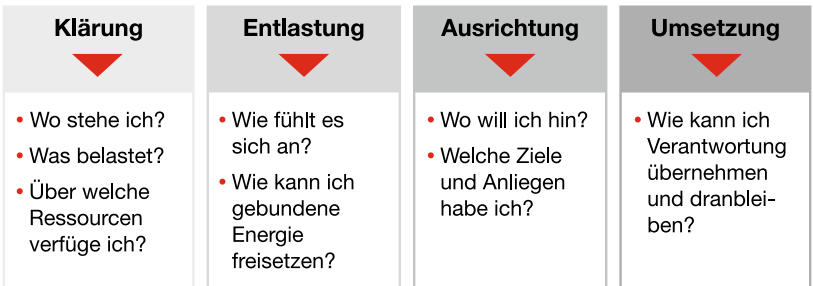 Klärung
• Wo stehe ich?
• Was belastet?
• Über welche
Ressourcen
verfüge ich?
Entlastung
• Wie fühlt es
sich an?
• Wie kann ich
gebundene
Energie
freisetzen?
Ausrichtung
• Wo will ich hin?
• Welche Ziele
und Anliegen
habe ich?
Umsetzung
• Wie kann ich
Verantwortung
übernehmen
und dranblei-
ben?